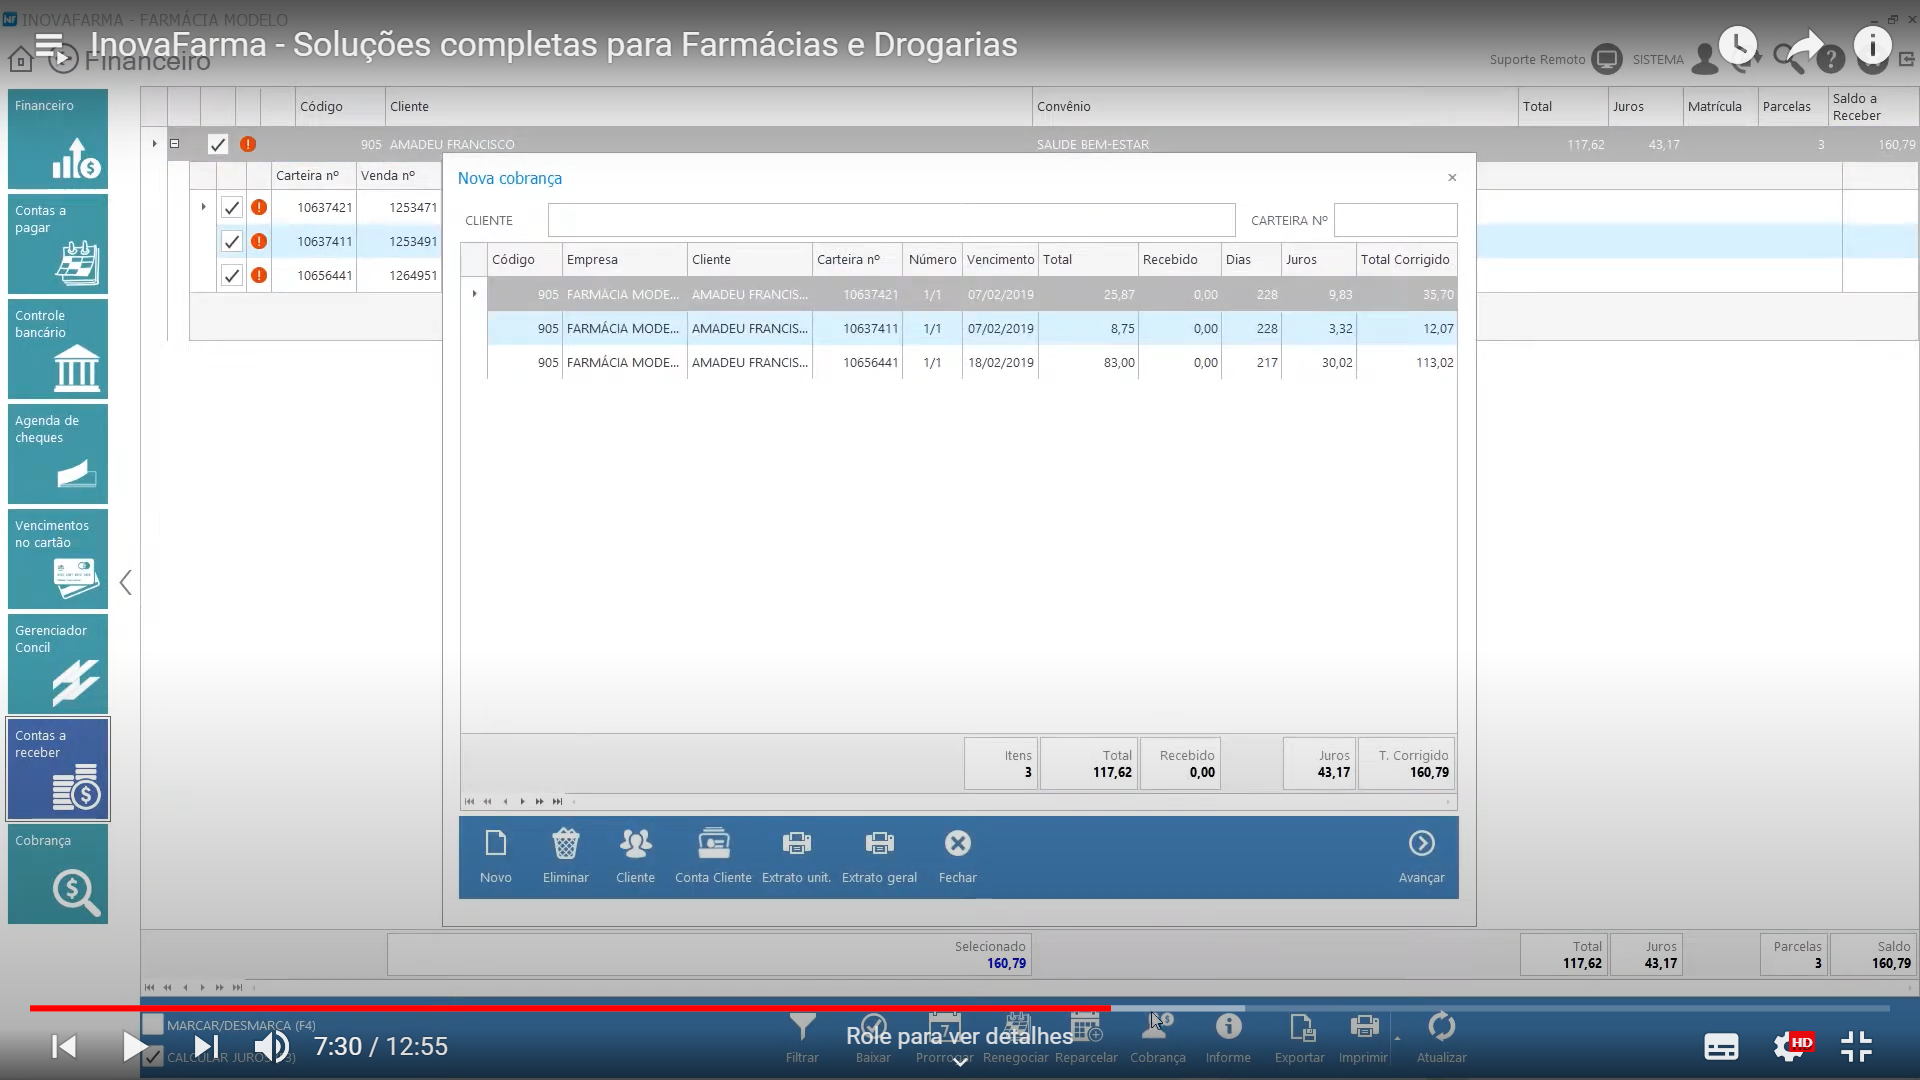 INOVAFARMA - FARMÁCIA MODELO
InovaFarma - Soluções completas para Farmácias e Drogarias
Financeiro
Suporte Remoto SISTEMA
Financeiro
Contas a pagar
Controle bancário
Agenda de cheques
Vencimentos no cartão
Gerenciador Concil
Contas a receber
Cobrança
Código Cliente Convênio Total Juros Matrícula Parcelas Saldo a Receber
905 AMADEU FRANCISCO SAUDE BEM-ESTAR 117,62 43,17 3 160,79
Carteira nº Venda nº
10637421 1253471
10637411 1253491
10656441 1264951
Nova cobrança
CLIENTE CARTEIRA Nº
Código Empresa Cliente Carteira nº Número Vencimento Total Recebido Dias Juros Total Corrigido
905 FARMÁCIA MODE... AMADEU FRANCIS... 10637421 1/1 07/02/2019 25,87 0,00 228 9,83 35,70
905 FARMÁCIA MODE... AMADEU FRANCIS... 10637411 1/1 07/02/2019 8,75 0,00 228 3,32 12,07
905 FARMÁCIA MODE... AMADEU FRANCIS... 10656441 1/1 18/02/2019 83,00 0,00 217 30,02 113,02
Itens Total Recebido Juros T. Corrigido
3 117,62 0,00 43,17 160,79
Novo Eliminar Cliente Conta Cliente Extrato unit. Extrato geral Fechar Avançar
Selecionado Total Juros Parcelas Saldo
160,79 117,62 43,17 3 160,79
MARCAR/DESMARCA (F4)
7:30 / 12:55
Role para ver detalhes
HD
Filtrar Baixar Prorrogar Renegociar Reparcelar Cobrança Informe Exportar Imprimir Atualizar